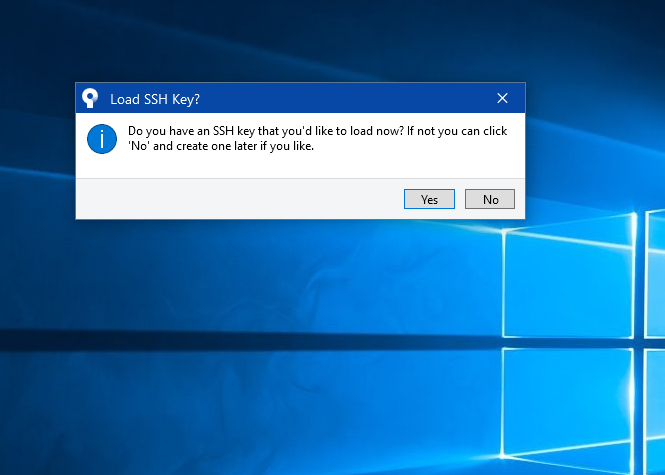 Load SSH Key?
Do you have an SSH key that you'd like to load now? If not you can click
'No' and create one later if you like.
Yes No